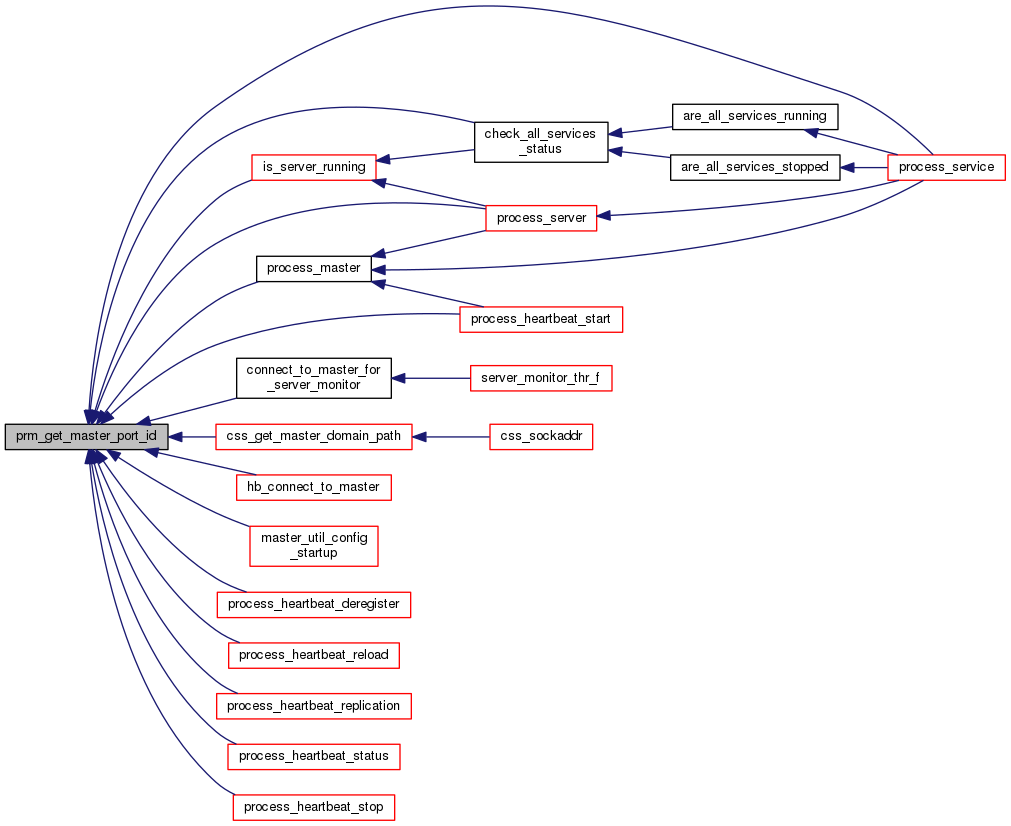 are_all_services_running
check_all_services
_status
is_server_running
are_all_services_stopped
process_service
process_server
process_master
process_heartbeat_start
connect_to_master_for
_server_monitor
server_monitor_thr_f
prm_get_master_port_id
css_get_master_domain_path
css_sockaddr
hb_connect_to_master
master_util_config
_startup
process_heartbeat_deregister
process_heartbeat_reload
process_heartbeat_replication
process_heartbeat_status
process_heartbeat_stop